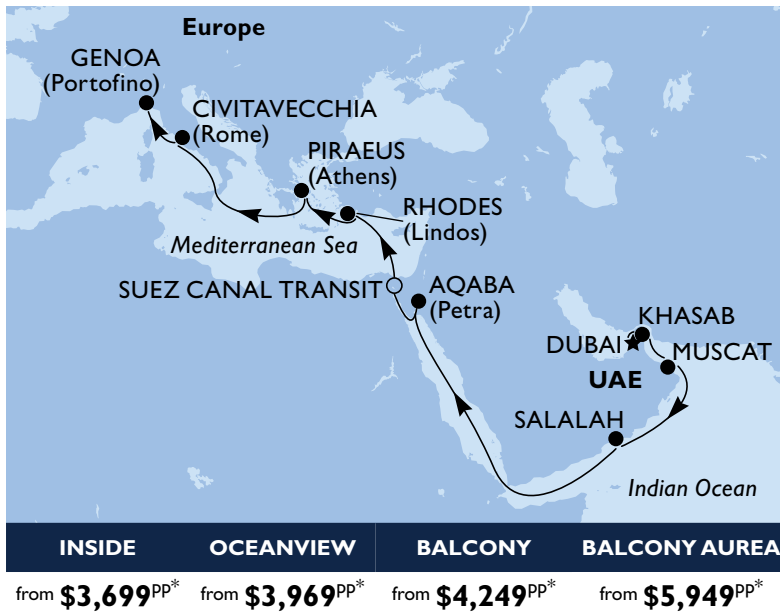 Europe
GENOA
(Portofino)
CIVITAVECCHIA
(Rome)
PIRAEUS
(Athens)
RHODES
(Lindos)
Mediterranean Sea
SUEZ CANAL TRANSIT
AQABA
(Petra)
KHASAB
DUBAI
MUSCAT
UAE
SALALAH
Indian Ocean
INSIDE OCEANVIEW BALCONY BALCONY AUREA
from $3,699PP* from $3,969PP* from $4,249PP* from $5,949PP*